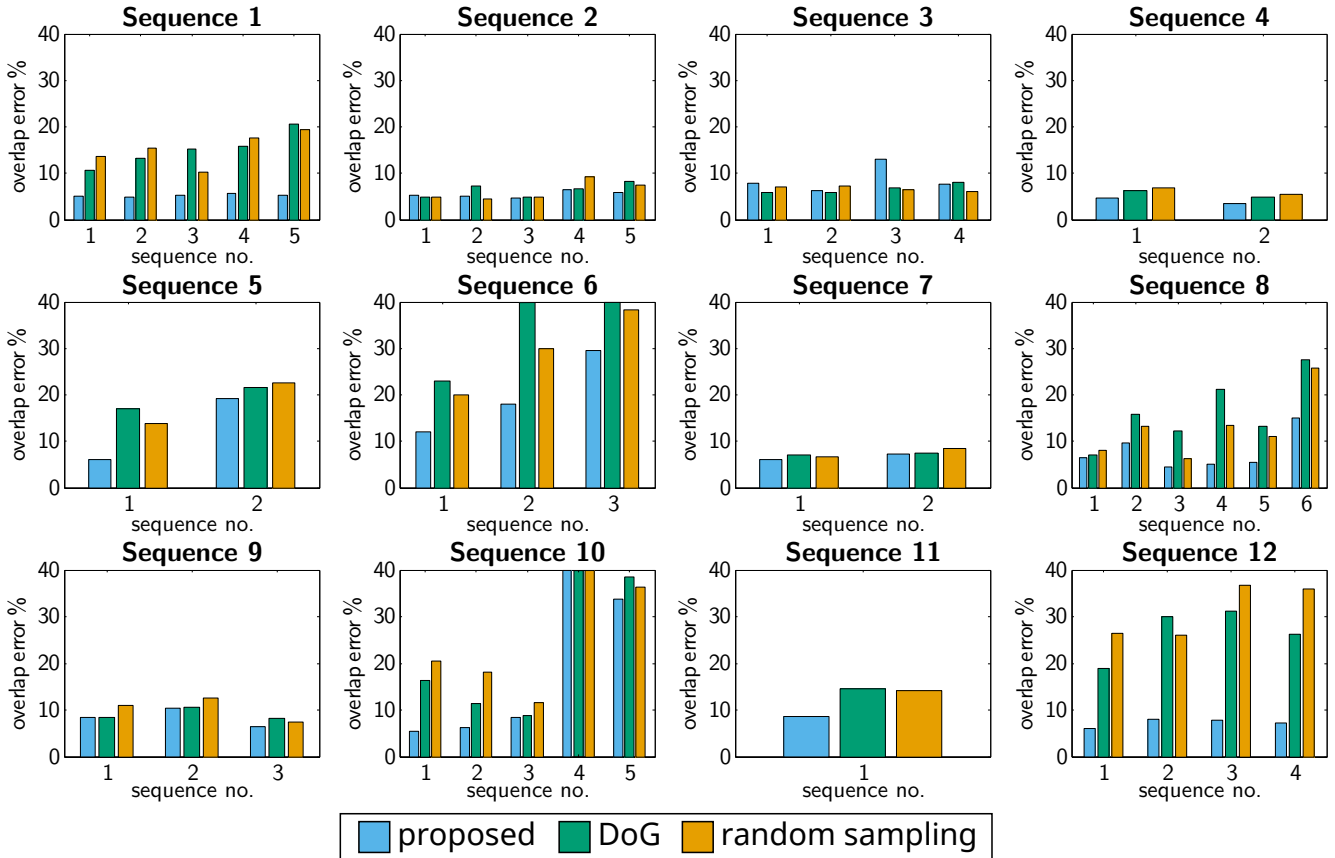 Sequence 1 Sequence 2 Sequence 3 Sequence 4
40 40 40 40
30 30 30 30
20 20 20 20
10 10 10 10
0 0 0 0
overlap error % overlap error % overlap error % overlap error %
1 2 3 4 5 1 2 3 4 5 1 2 3 4 1 2
sequence no. sequence no. sequence no. sequence no.
Sequence 5 Sequence 6 Sequence 7 Sequence 8
40 40 40 40
30 30 30 30
20 20 20 20
10 10 10 10
0 0 0 0
overlap error % overlap error % overlap error % overlap error %
1 2 1 2 3 1 2 1 2 3 4 5 6
sequence no. sequence no. sequence no. sequence no.
Sequence 9 Sequence 10 Sequence 11 Sequence 12
40 40 40 40
30 30 30 30
20 20 20 20
10 10 10 10
0 0 0 0
overlap error % overlap error % overlap error % overlap error %
1 2 3 1 2 3 4 5 1 1 2 3 4
sequence no. sequence no. sequence no. sequence no.
proposed DoG random sampling